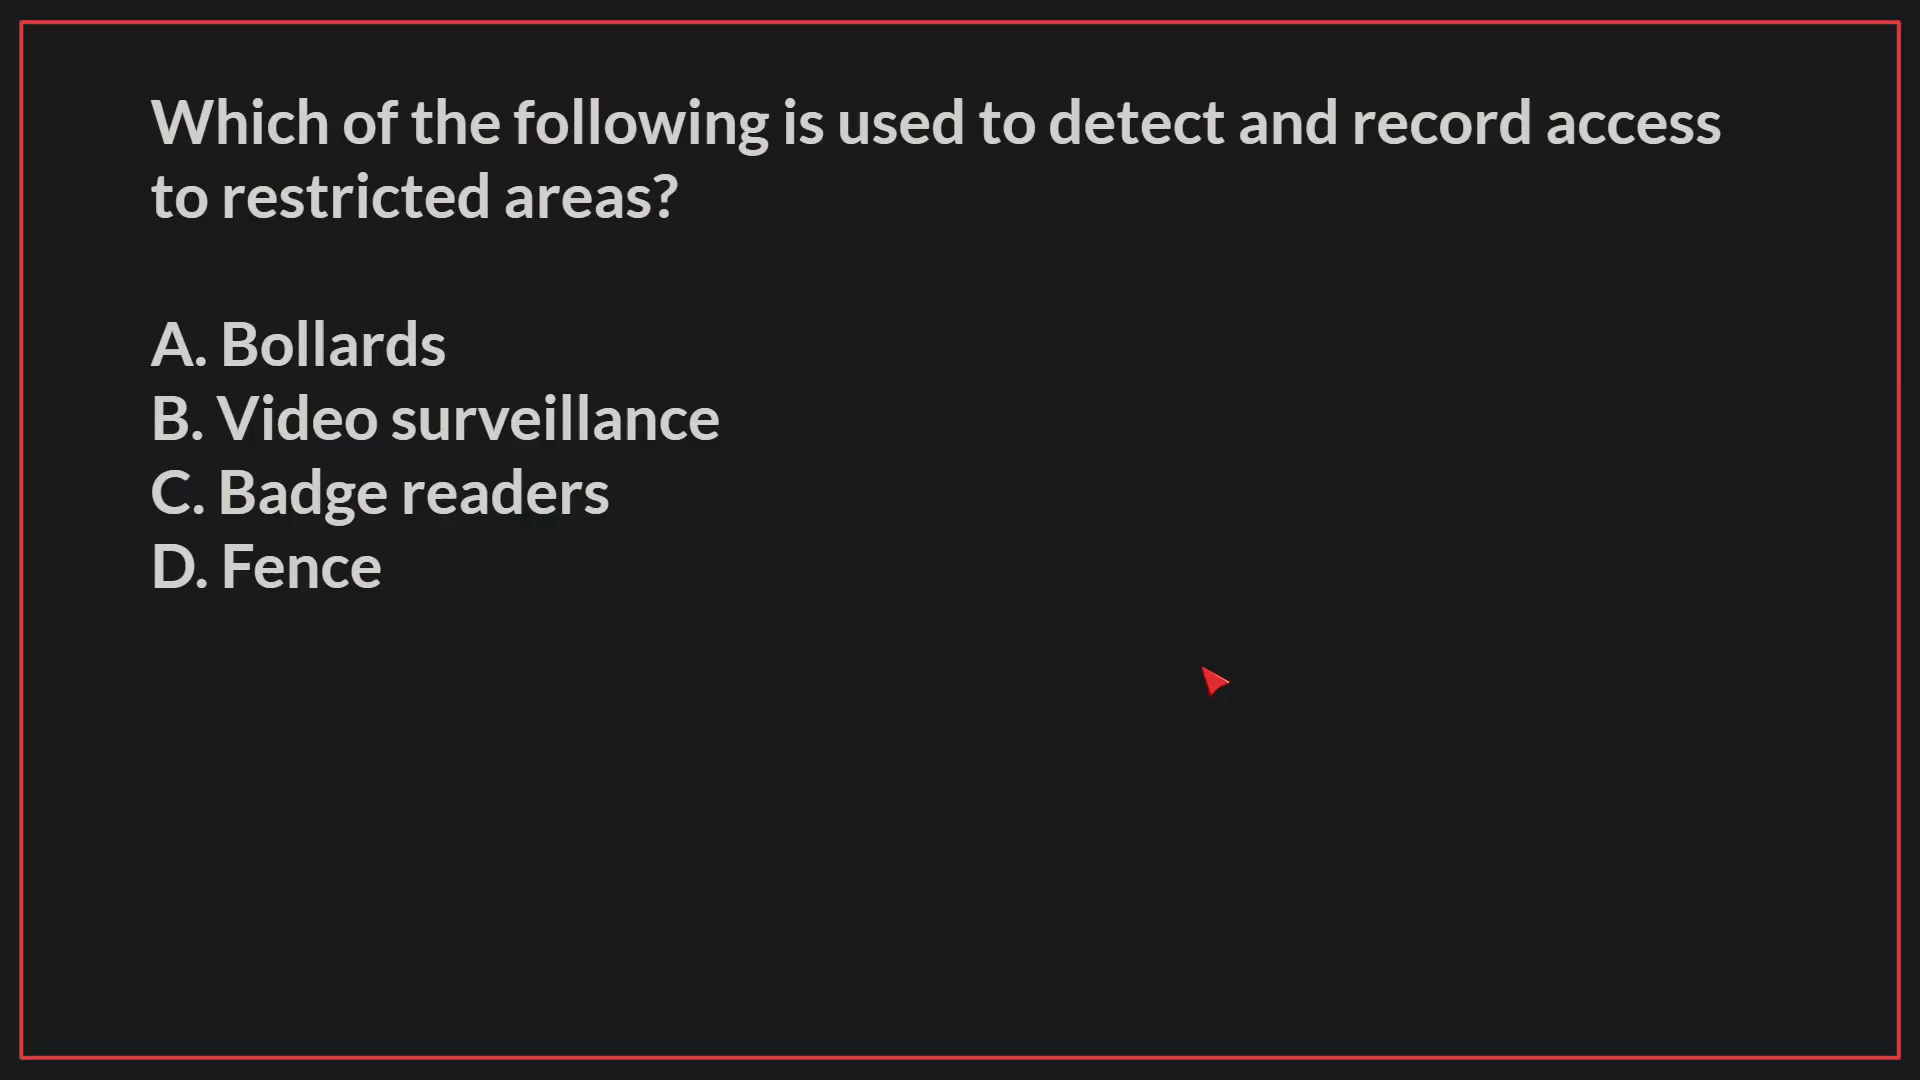 Which of the following is used to detect and record access
to restricted areas?
A. Bollards
B. Video surveillance
C. Badge readers
D. Fence